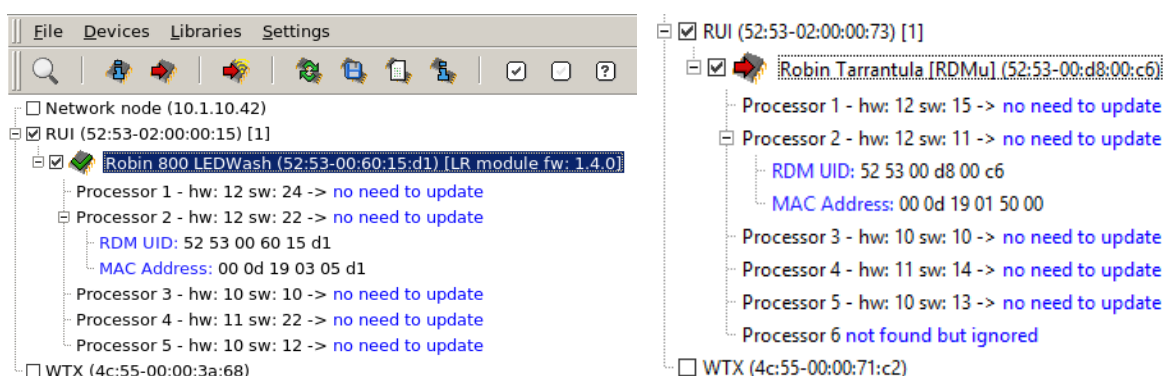 File Devices Libraries Settings
Network node (10.1.10.42)
RUI (52:53-02:00:00:15) [1]
Robin 800 LEDWash (52:53-00:60:15:d1) [LR module fw: 1.4.0]
Processor 1 - hw: 12 sw: 24 -> no need to update
Processor 2 - hw: 12 sw: 22 -> no need to update
RDM UID: 52 53 00 60 15 d1
MAC Address: 00 0d 19 03 05 d1
Processor 3 - hw: 10 sw: 10 -> no need to update
Processor 4 - hw: 11 sw: 22 -> no need to update
Processor 5 - hw: 10 sw: 12 -> no need to update
WTX (4c:55-00:00:3a:68)
RUI (52:53-02:00:00:73) [1]
Robin Tarrantula [RDMu] (52:53-00:d8:00:c6)
Processor 1 - hw: 12 sw: 15 -> no need to update
Processor 2 - hw: 12 sw: 11 -> no need to update
RDM UID: 52 53 00 d8 00 c6
MAC Address: 00 0d 19 01 50 00
Processor 3 - hw: 10 sw: 10 -> no need to update
Processor 4 - hw: 11 sw: 14 -> no need to update
Processor 5 - hw: 10 sw: 13 -> no need to update
Processor 6 not found but ignored
WTX (4c:55-00:00:71:c2)